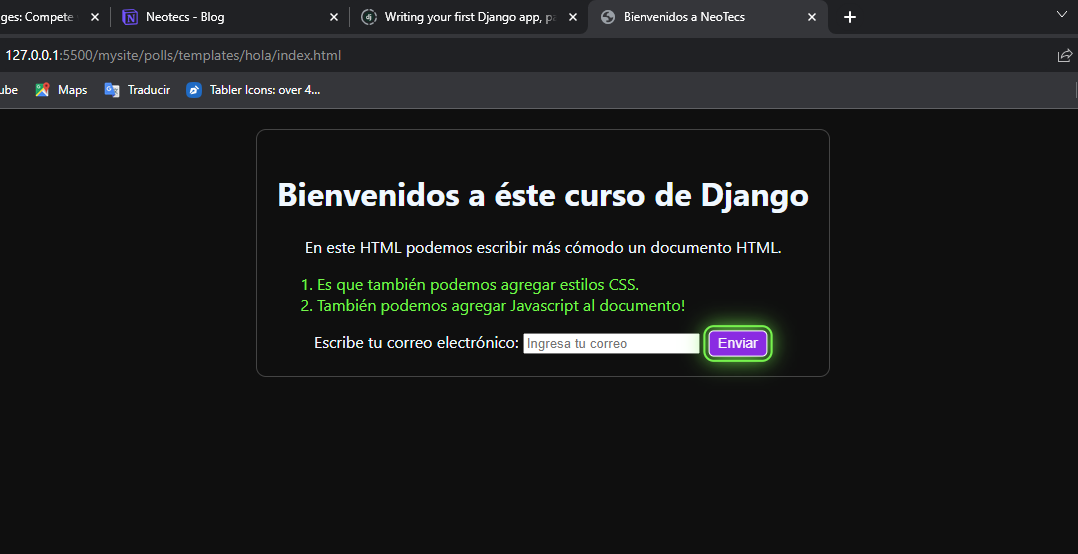 ges: Compete
Neotecs - Blog
Writing your first Django app, pa
Bienvenidos a NeoTecs
127.0.0.1:5500/mysite/polls/templates/hola/index.html
ube
Maps
Traducir
Tabler Icons: over 4...
Bienvenidos a éste curso de Django
En este HTML podemos escribir más cómodo un documento HTML.
1. Es que también podemos agregar estilos CSS.
2. También podemos agregar Javascript al documento!
Escribe tu correo electrónico: Ingresa tu correo Enviar